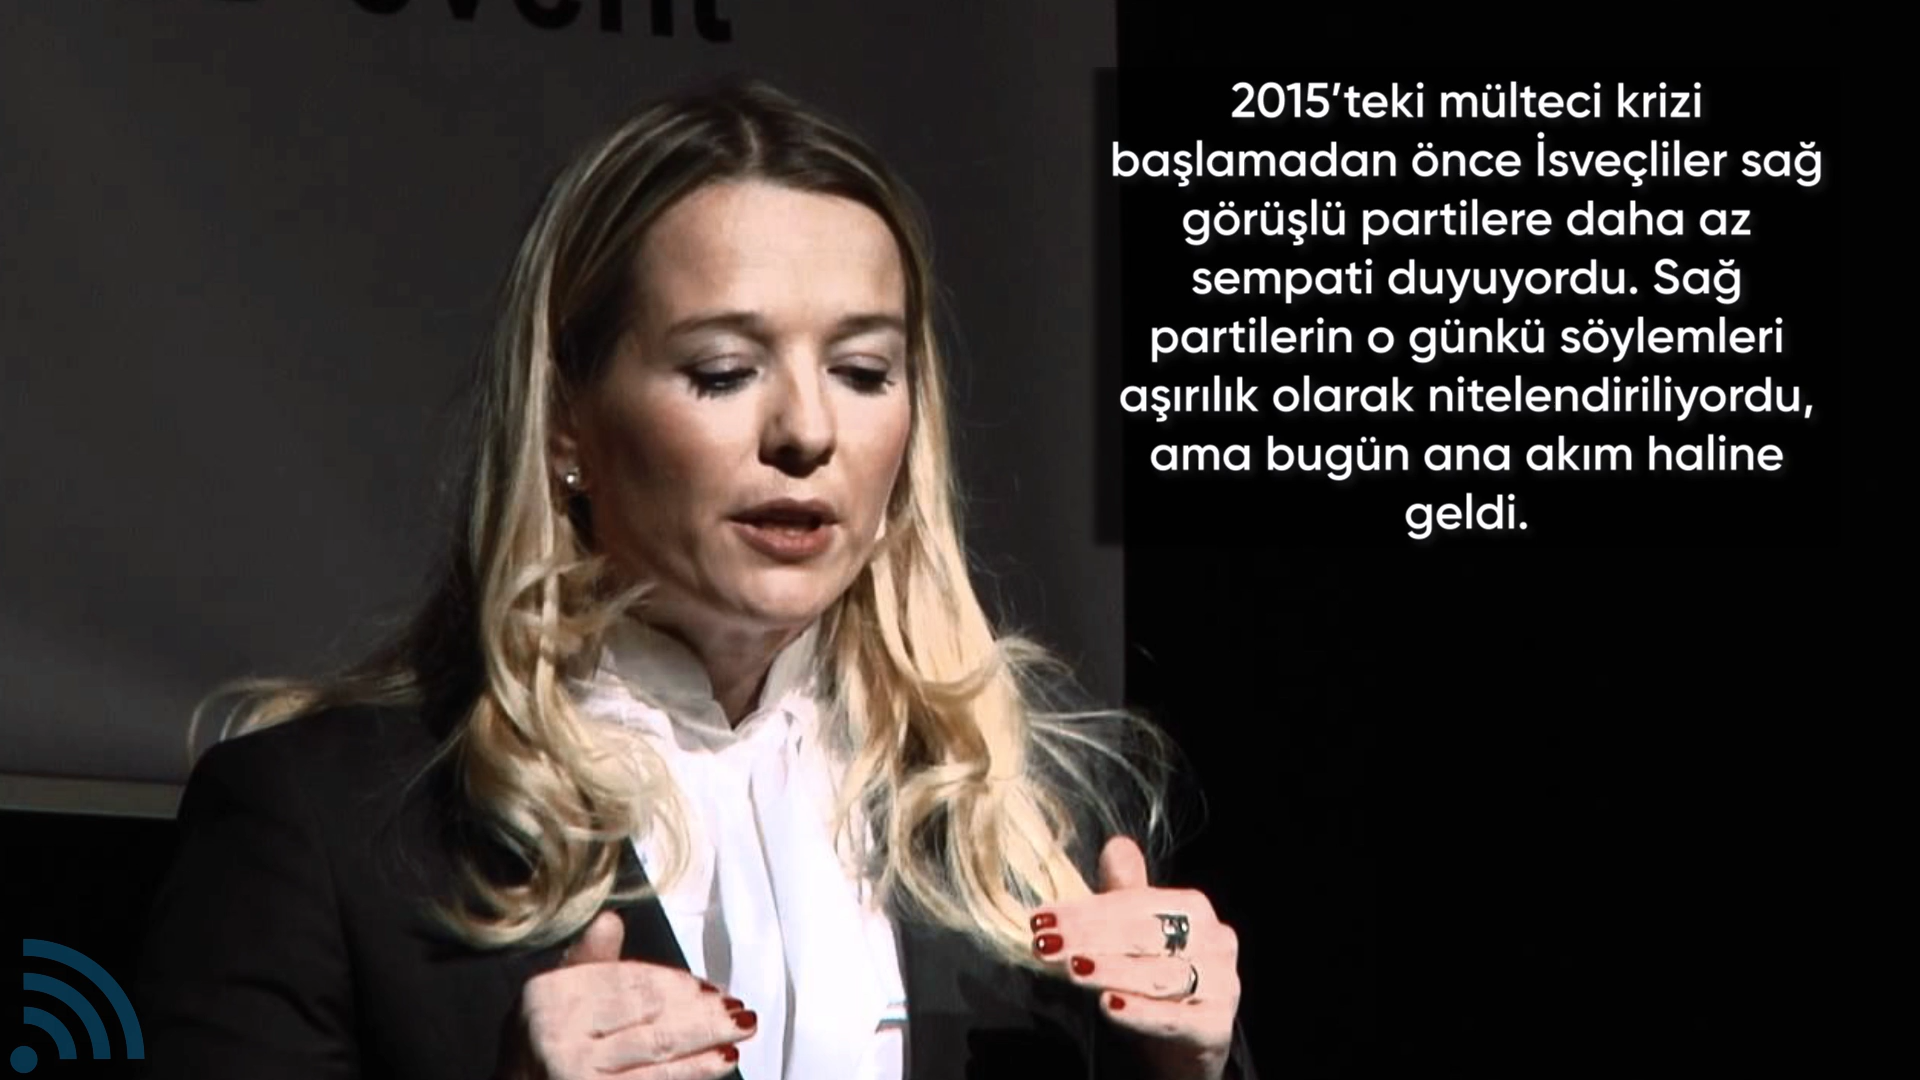 event
2015’teki mülteci krizi
başlamadan önce İsveçliler sağ
görüşlü partilere daha az
sempati duyuyordu. Sağ
partilerin o günkü söylemleri
aşırılık olarak nitelendiriliyordu,
ama bugün ana akım haline
geldi.